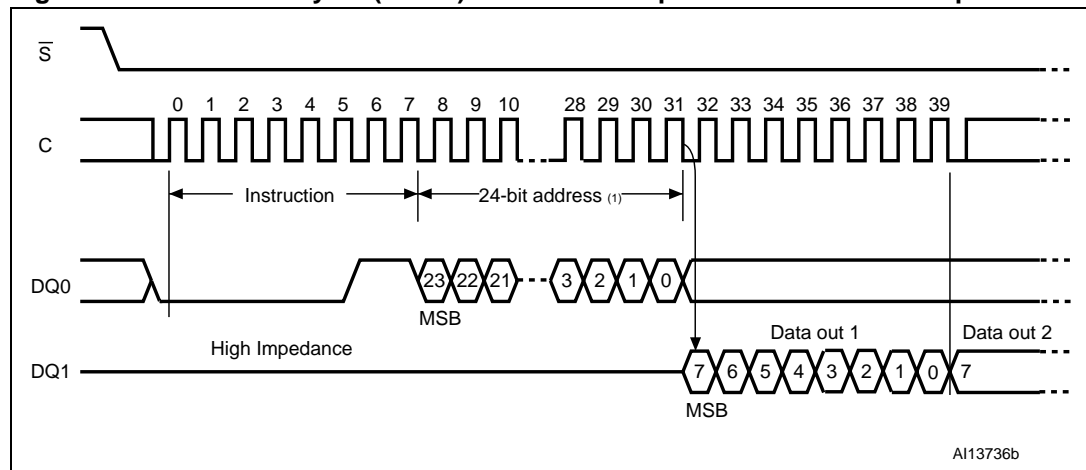 S
0 1 2 3 4 5 6 7 8 9 10 28 29 30 31 32 33 34 35 36 37 38 39
C
Instruction 24-bit address (1)
DQ0 23 22 21 3 2 1 0
MSB
High Impedance Data out 1 Data out 2
DQ1 7 6 5 4 3 2 1 0 7
MSB
AI13736b